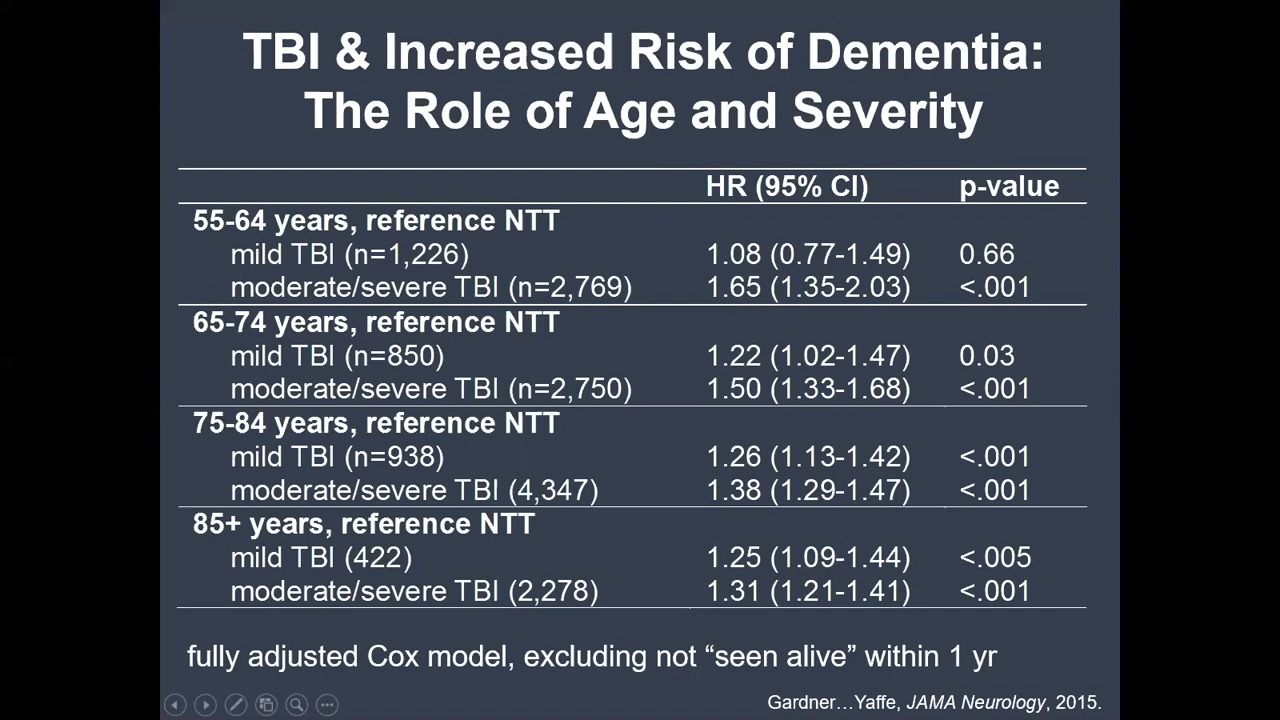 TBI & Increased Risk of Dementia:
The Role of Age and Severity
HR (95% CI) p-value
55-64 years, reference NTT
mild TBI (n=1,226) 1.08 (0.77-1.49) 0.66
moderate/severe TBI (n=2,769) 1.65 (1.35-2.03) <.001
65-74 years, reference NTT
mild TBI (n=850) 1.22 (1.02-1.47) 0.03
moderate/severe TBI (n=2,750) 1.50 (1.33-1.68) <.001
75-84 years, reference NTT
mild TBI (n=938) 1.26 (1.13-1.42) <.001
moderate/severe TBI (4,347) 1.38 (1.29-1.47) <.001
85+ years, reference NTT
mild TBI (422) 1.25 (1.09-1.44) <.005
moderate/severe TBI (2,278) 1.31 (1.21-1.41) <.001
fully adjusted Cox model, excluding not “seen alive” within 1 yr
Gardner…Yaffe, JAMA Neurology, 2015.